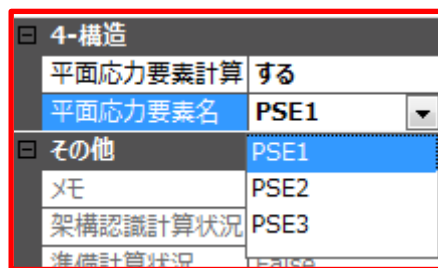 4-構造
平面応力要素計算 する
平面応力要素名 PSE1
その他 PSE1
メモ PSE2
架構認識計算状況 PSE3
準備計算状況 False